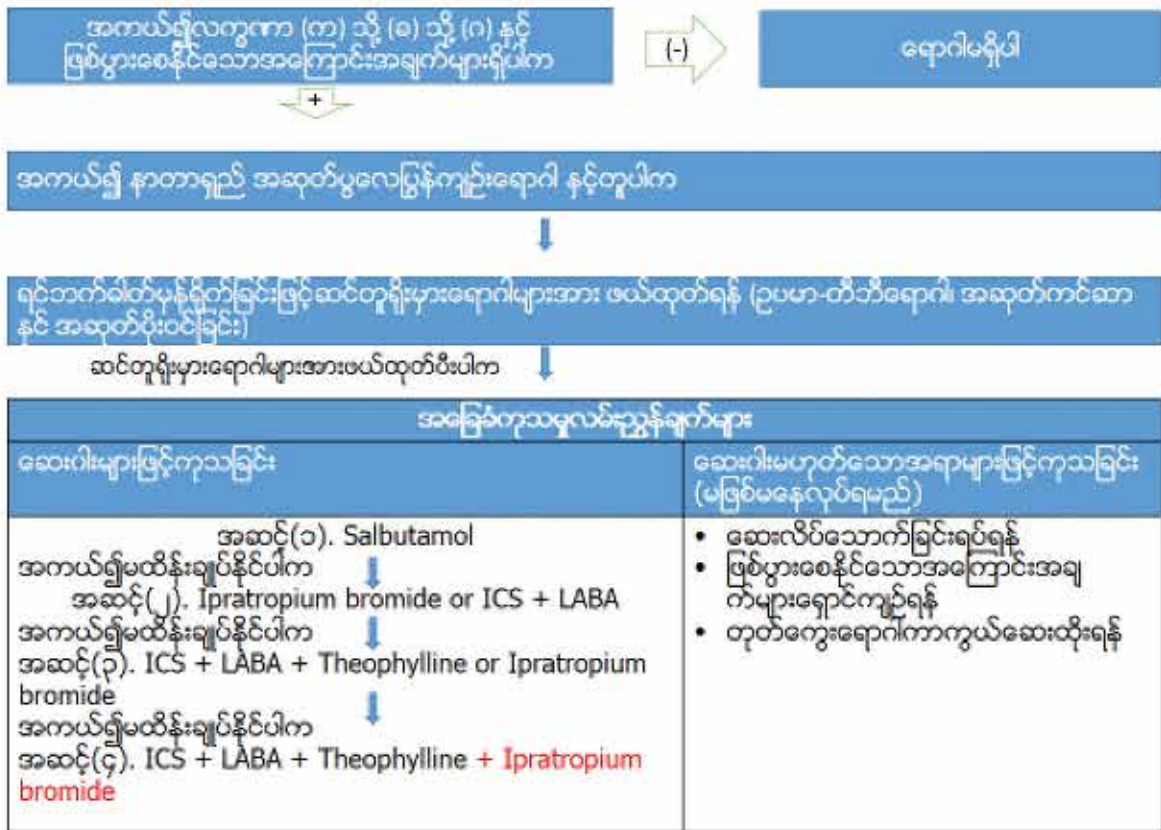 အကယ်၍လက္ခဏာ (က) သို့ (ခ) သို့ (ဂ) နှင့်
ဖြစ်ပွားစေနိုင်သောအကြောင်းအချက်များရှိပါက
(-)
ရောဂါမရှိပါ
+
အကယ်၍ နာတာရှည် အဆုတ်ပွလေပြွန်ကျဉ်းရောဂါ နှင့်တူပါက
ရင်ဘက်ဓါတ်မှန်ရိုက်ခြင်းဖြင့်ဆင်တူရိုးမှားရောဂါများအား ဖယ်ထုတ်ရန် (ဥပမာ-တီဘီရောဂါ၊ အဆုတ်ကင်ဆာ
နှင့် အဆုတ်ပိုးဝင်ခြင်း)
ဆင်တူရိုးမှားရောဂါများအားဖယ်ထုတ်ပီးပါက
အခြေခံကုသမှုလမ်းညွှန်ချက်များ
ဆေးဝါးများဖြင့်ကုသခြင်း
အဆင့်(၁). Salbutamol
အကယ်၍မထိန်းချုပ်နိုင်ပါက
အဆင့်(၂). Ipratropium bromide or ICS + LABA
အကယ်၍မထိန်းချုပ်နိုင်ပါက
အဆင့်(၃). ICS + LABA + Theophylline or Ipratropium
bromide
အကယ်၍မထိန်းချုပ်နိုင်ပါက
အဆင့်(၄). ICS + LABA + Theophylline + Ipratropium
bromide
ဆေးဝါးမဟုတ်သောအရာများဖြင့်ကုသခြင်း
(မဖြစ်မနေလုပ်ရမည်)
• ဆေးလိပ်သောက်ခြင်းရပ်ရန်
• ဖြစ်ပွားစေနိုင်သောအကြောင်းအချ
က်များရှောင်ကျဉ်ရန်
• တုတ်ကွေးရောဂါကာကွယ်ဆေးထိုးရန်